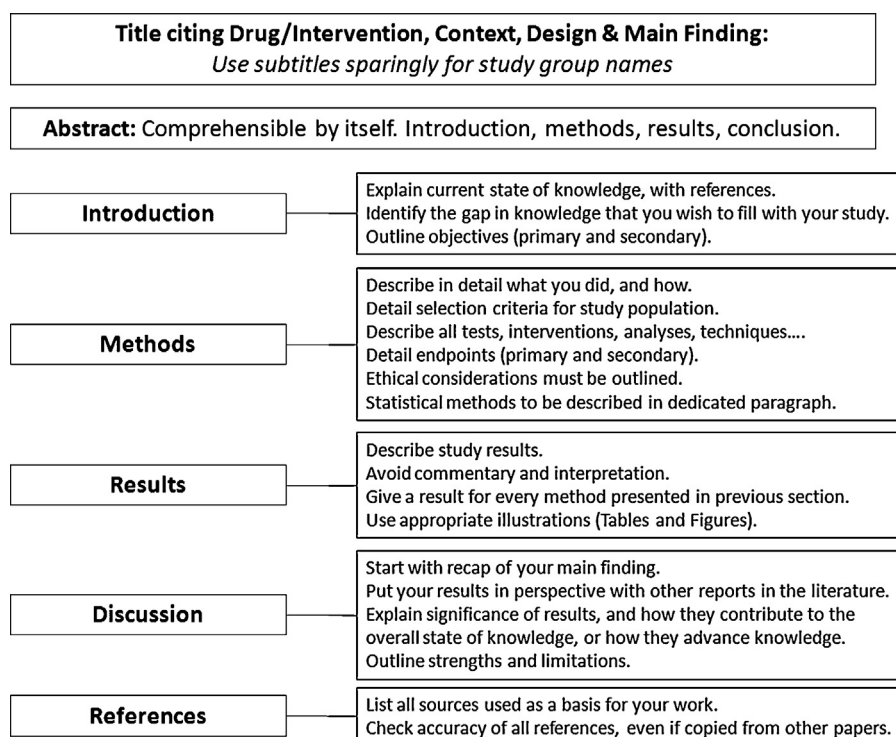 Title citing Drug/Intervention, Context, Design & Main Finding:
Use subtitles sparingly for study group names
Abstract: Comprehensible by itself. Introduction, methods, results, conclusion.
Introduction
Explain current state of knowledge, with references.
Identify the gap in knowledge that you wish to fill with your study.
Outline objectives (primary and secondary).
Methods
Describe in detail what you did, and how.
Detail selection criteria for study population.
Describe all tests, interventions, analyses, techniques....
Detail endpoints (primary and secondary).
Ethical considerations must be outlined.
Statistical methods to be described in dedicated paragraph.
Results
Describe study results.
Avoid commentary and interpretation.
Give a result for every method presented in previous section.
Use appropriate illustrations (Tables and Figures).
Discussion
Start with recap of your main finding.
Put your results in perspective with other reports in the literature.
Explain significance of results, and how they contribute to the
overall state of knowledge, or how they advance knowledge.
Outline strengths and limitations.
References
List all sources used as a basis for your work.
Check accuracy of all references, even if copied from other papers.